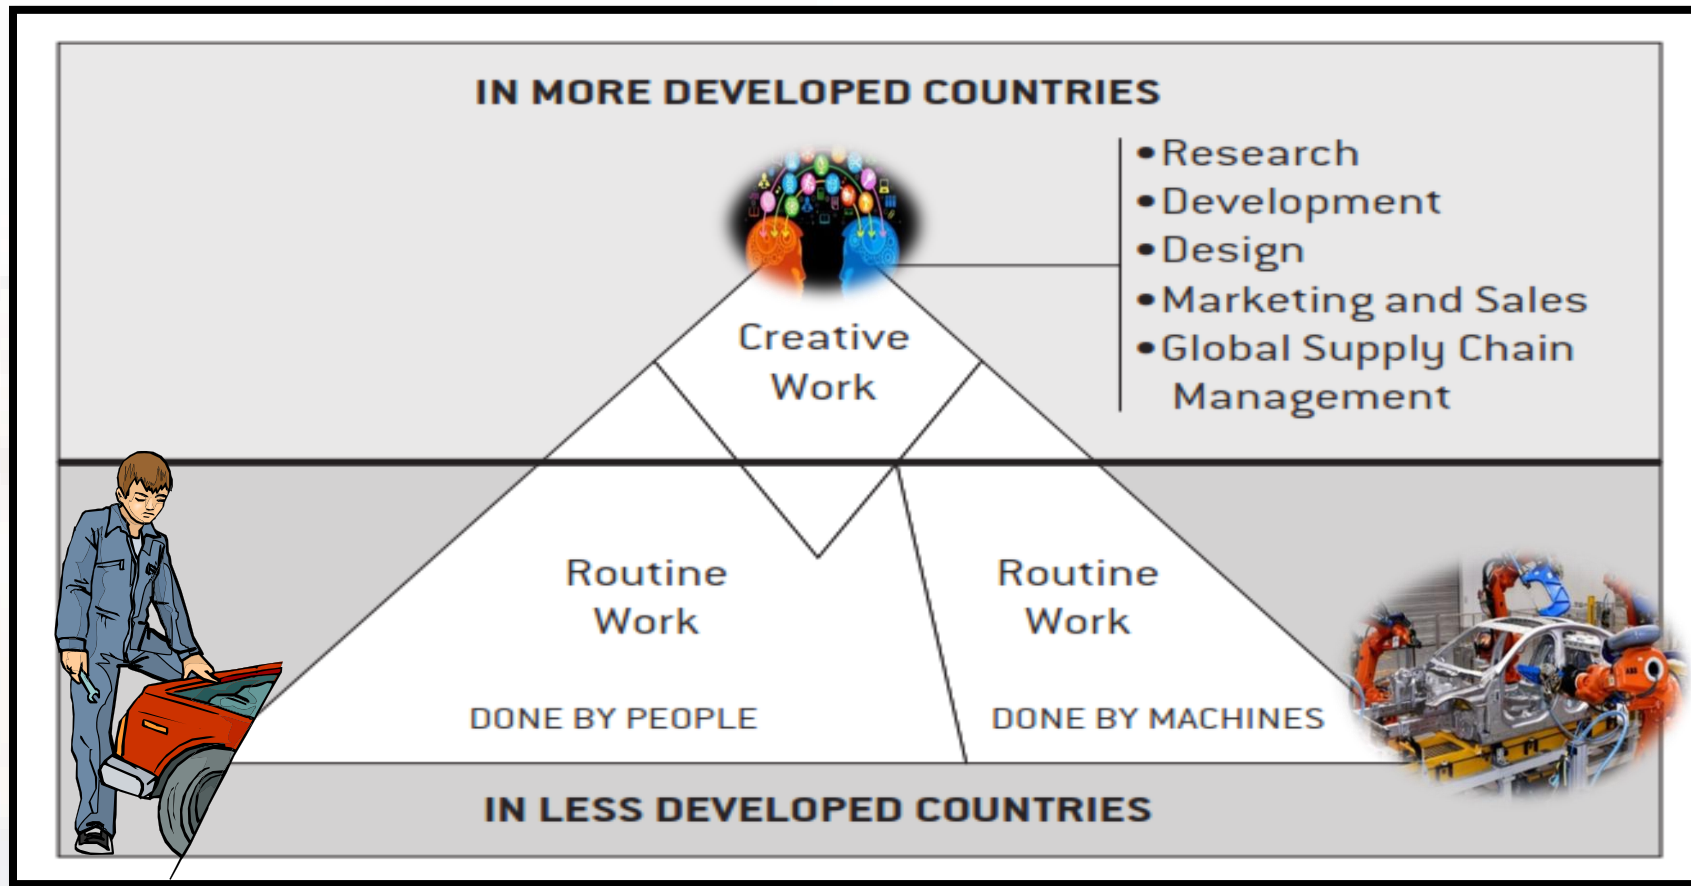 IN MORE DEVELOPED COUNTRIES
•Research
•Development
•Design
•Marketing and Sales
•Global Supply Chain
Management
Creative
Work
Routine
Work
DONE BY PEOPLE
Routine
Work
DONE BY MACHINES
ABB
IN LESS DEVELOPED COUNTRIES